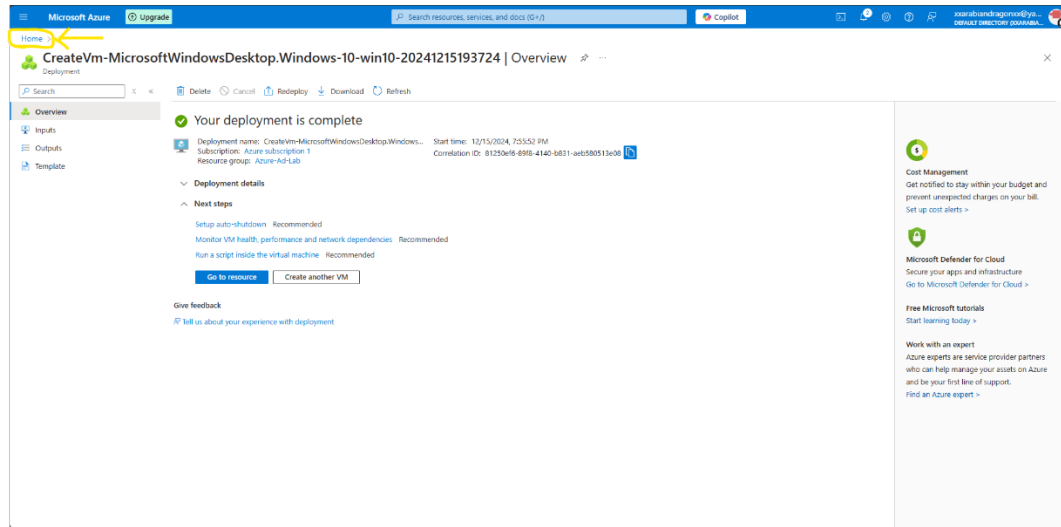 Microsoft Azure
Upgrade
Search resources, services, and docs (G+/)
Copilot
xxarabiandragonxx@ya...
DEFAULT DIRECTORY (XXARABIA...
Home >
CreateVm-MicrosoftWindowsDesktop.Windows-10-win10-20241215193724 | Overview
Deployment
Search
Delete Cancel Redeploy Download Refresh
Overview
Inputs
Outputs
Template
Your deployment is complete
Deployment name: CreateVm-MicrosoftWindowsDesktop.Windows...
Subscription: Azure subscription 1
Resource group: Azure-Ad-Lab
Start time: 12/15/2024, 7:55:52 PM
Correlation ID: 81250ef6-89f8-4140-b831-aeb580513e08
Deployment details
Next steps
Setup auto-shutdown Recommended
Monitor VM health, performance and network dependencies Recommended
Run a script inside the virtual machine Recommended
Go to resource
Create another VM
Give feedback
Tell us about your experience with deployment
Cost Management
Get notified to stay within your budget and
prevent unexpected charges on your bill.
Set up cost alerts >
Microsoft Defender for Cloud
Secure your apps and infrastructure
Go to Microsoft Defender for Cloud >
Free Microsoft tutorials
Start learning today >
Work with an expert
Azure experts are service provider partners
who can help manage your assets on Azure
and be your first line of support.
Find an Azure expert >